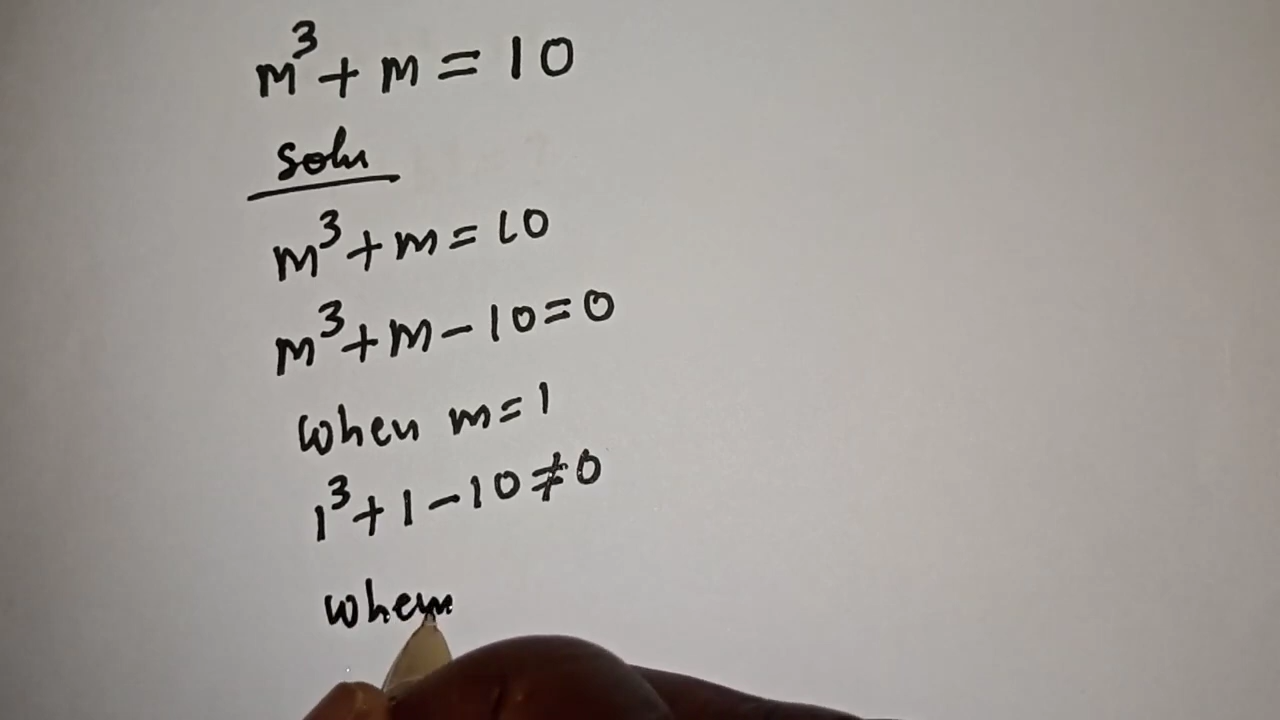 m³+m=10
Soln
m³+m=10
m³+m-10=0
when m=1
1³+1-10≠0
when